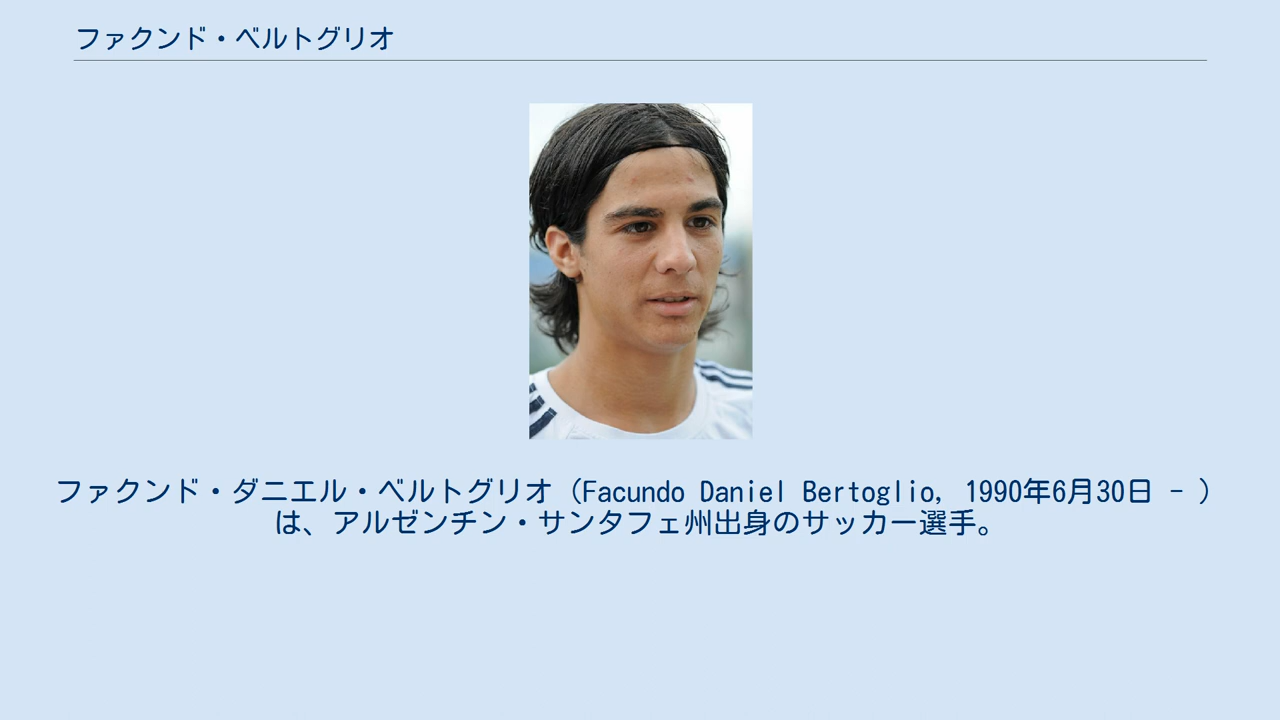 ファクンド・ベルトグリオ
ファクンド・ダニエル・ベルトグリオ（Facundo Daniel Bertoglio, 1990年6月30日 - ）
は、アルゼンチン・サンタフェ州出身のサッカー選手。